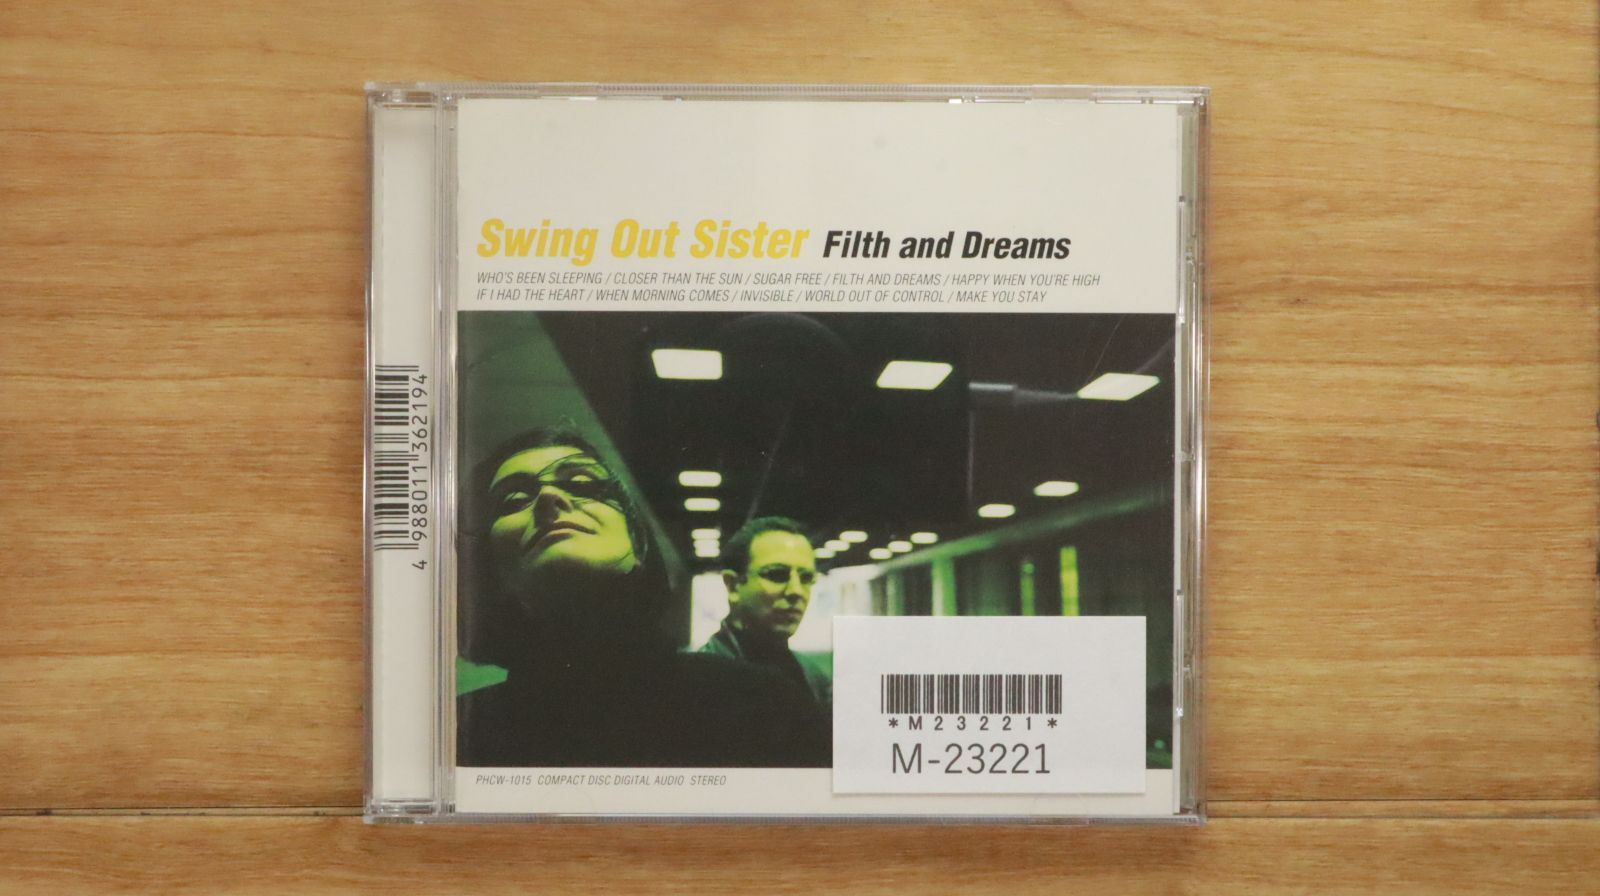 Swing Out Sister Filth and Dreams
WHO'S BEEN SLEEPING / CLOSER THAN THE SUN / SUGAR FREE / FILTH AND DREAMS / HAPPY WHEN YOU'RE HIGH
IF I HAD THE HEART / WHEN MORNING COMES / INVISIBLE / WORLD OUT OF CONTROL / MAKE YOU STAY
4 988011 362194
*M23221*
M-23221
PHCW-1015 COMPACT DISC DIGITAL AUDIO STEREO